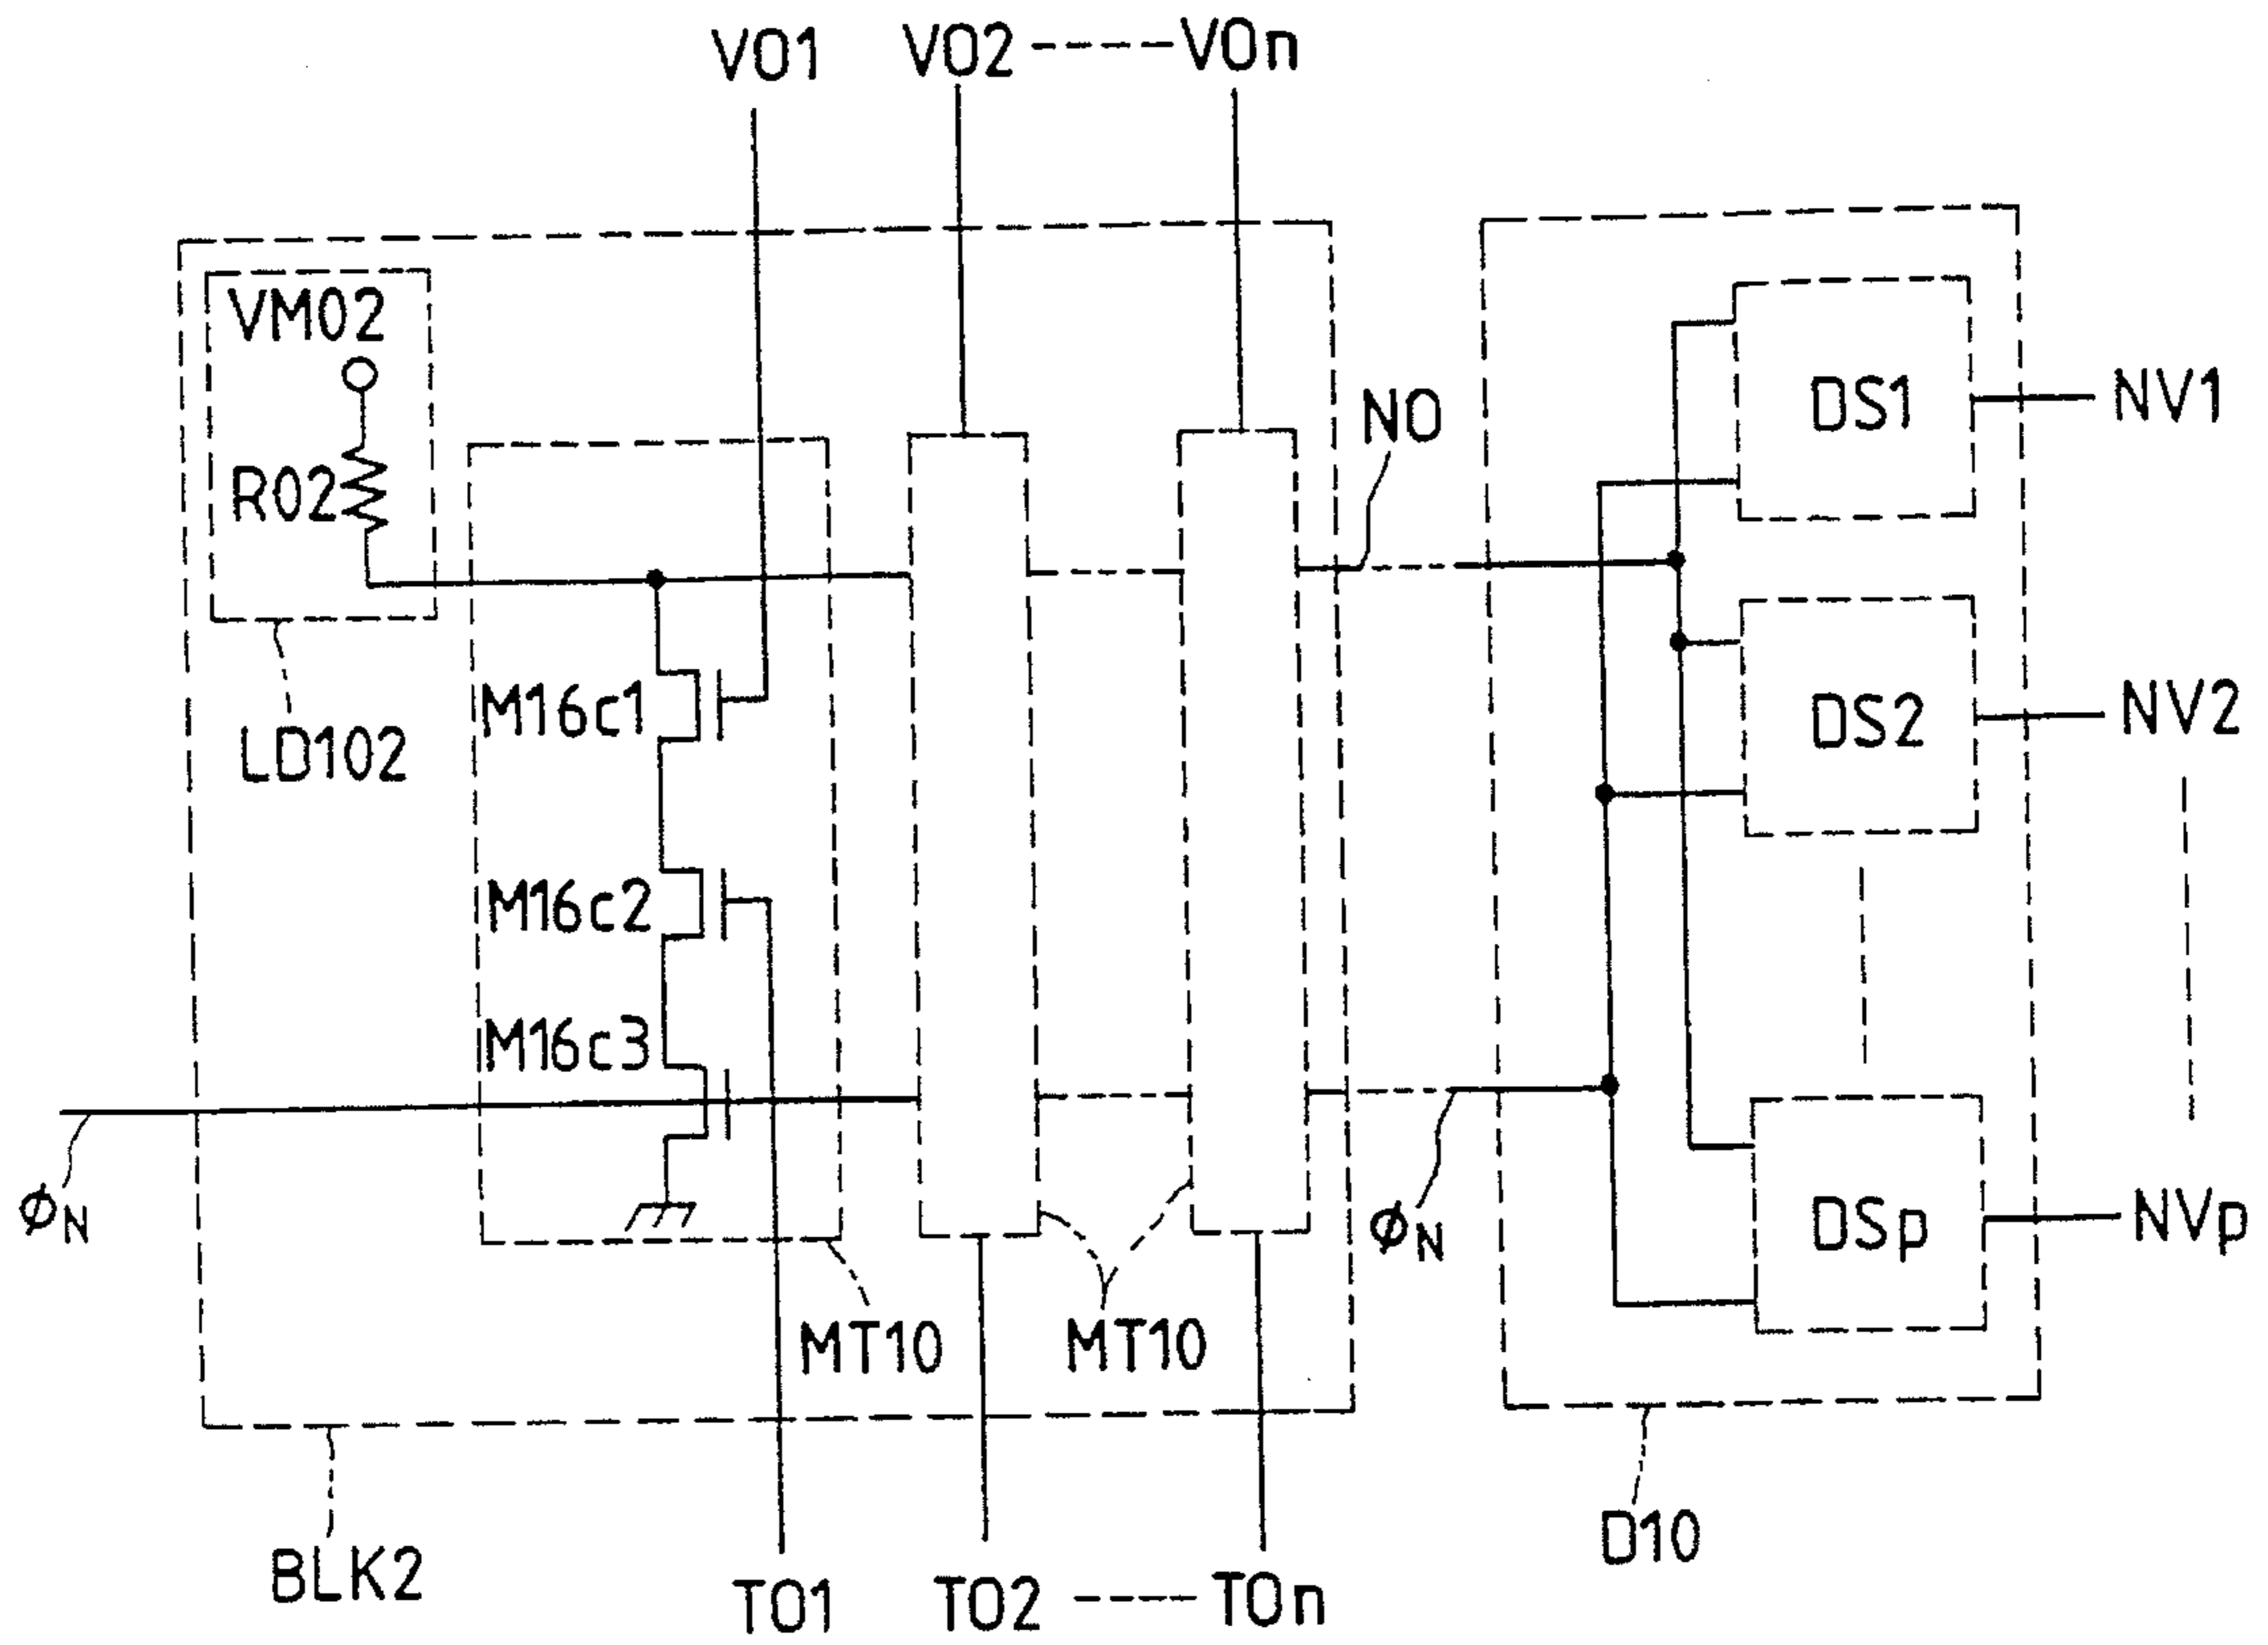 VO1
VO2 ----- VOn
VM02
R02
LD102
M16c1
M16c2
M16c3
NO
DS1
NV1
DS2
NV2
DSp
NVp
ϕN
ϕN
MT10
MT10
BLK2
D10
TO1
TO2 ----- TOn